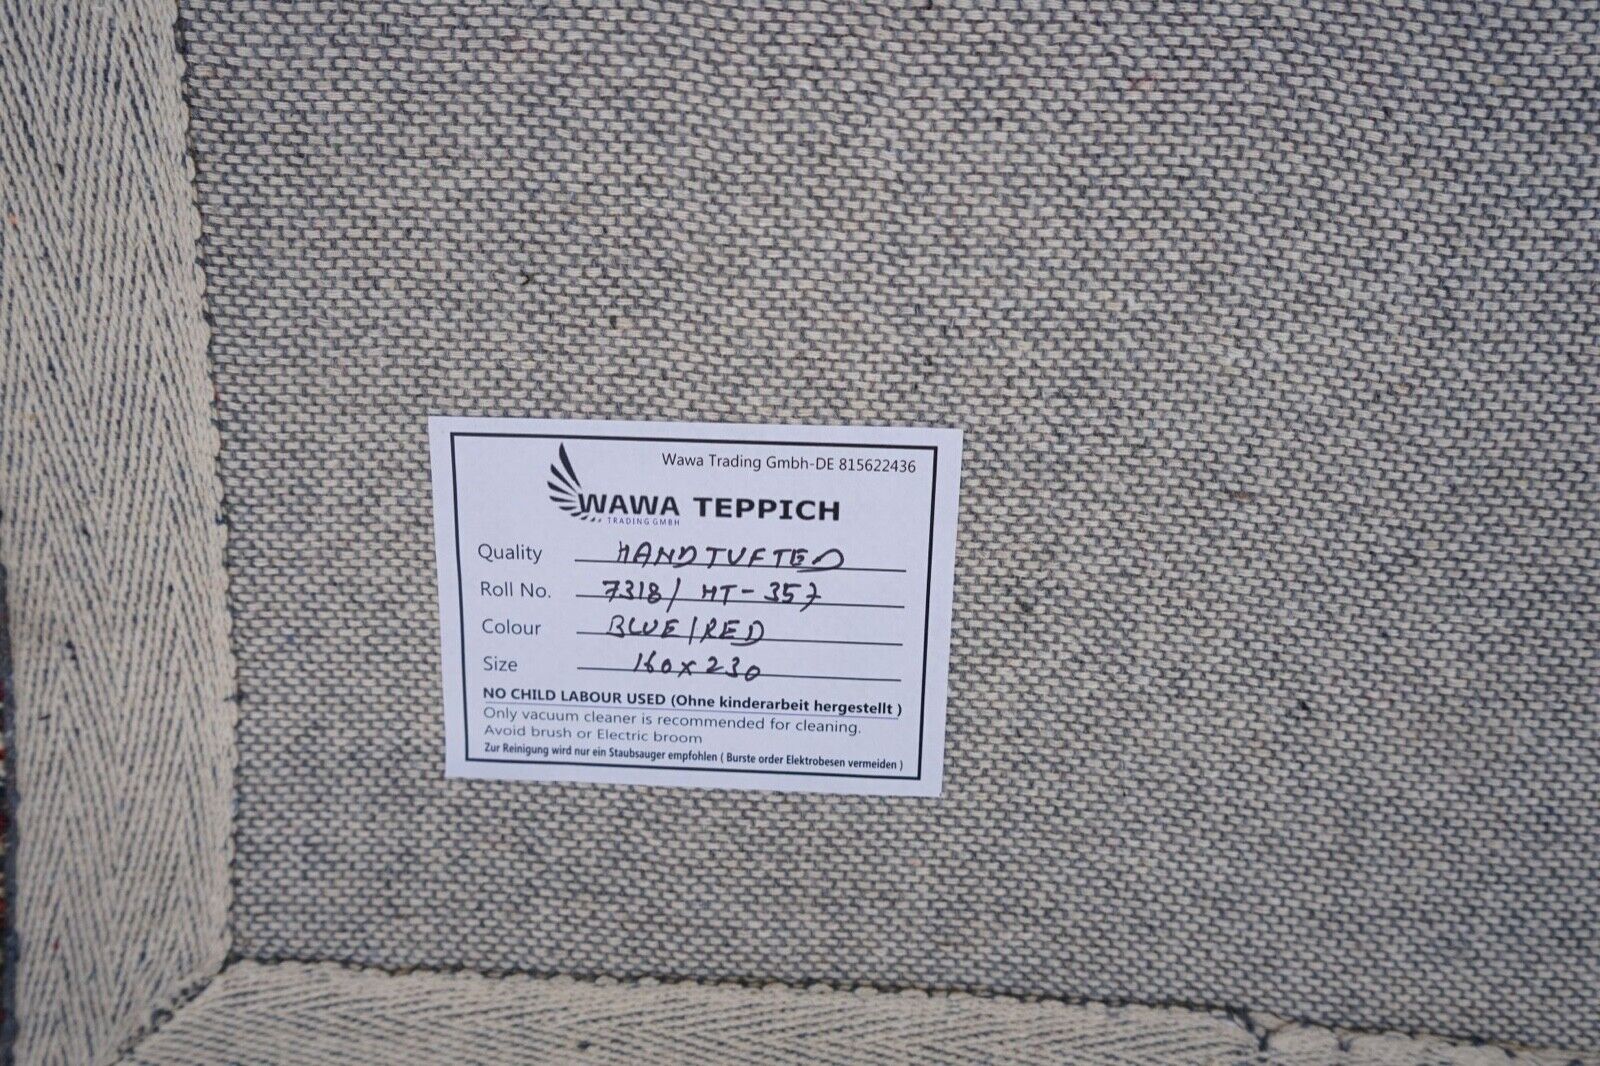 Wawa Trading Gmbh-DE 815622436
WAWA TEPPICH
TRADING GMBH
Quality HANDTUFTED
Roll No. 7318/ HT-357
Colour BLUE/RED
Size 160x230
NO CHILD LABOUR USED (Ohne kinderarbeit hergestellt )
Only vacuum cleaner is recommended for cleaning.
Avoid brush or Electric broom
Zur Reinigung wird nur ein Staubsauger empfohlen ( Burste order Elektrobesen vermeiden )